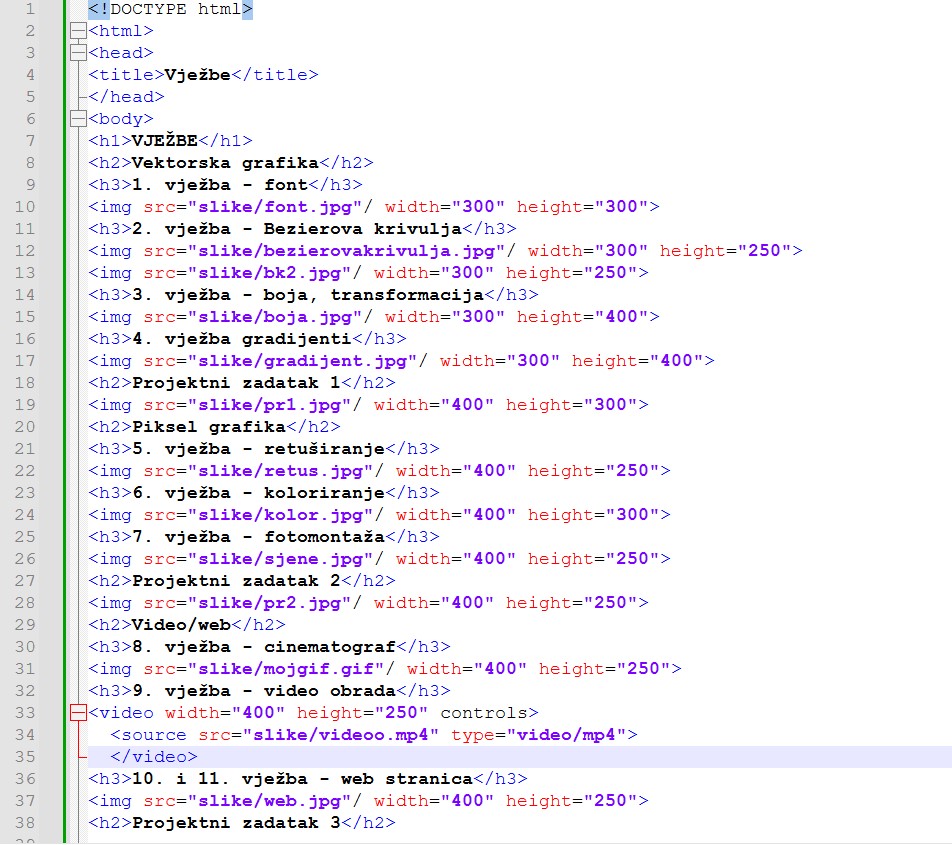 1 <!DOCTYPE html>
2 <html>
3 <head>
4 <title>Vježbe</title>
5 </head>
6 <body>
7 <h1>VJEŽBE</h1>
8 <h2>Vektorska grafika</h2>
9 <h3>1. vježba - font</h3>
10 <img src="slike/font.jpg"/ width="300" height="300">
11 <h3>2. vježba - Bezierova krivulja</h3>
12 <img src="slike/bezierovakrivulja.jpg"/ width="300" height="250">
13 <img src="slike/bk2.jpg"/ width="300" height="250">
14 <h3>3. vježba - boja, transformacija</h3>
15 <img src="slike/boja.jpg"/ width="300" height="400">
16 <h3>4. vježba gradijenti</h3>
17 <img src="slike/gradijent.jpg"/ width="300" height="400">
18 <h2>Projektni zadatak 1</h2>
19 <img src="slike/pr1.jpg"/ width="400" height="300">
20 <h2>Piksel grafika</h2>
21 <h3>5. vježba - retuširanje</h3>
22 <img src="slike/retus.jpg"/ width="400" height="250">
23 <h3>6. vježba - koloriranje</h3>
24 <img src="slike/kolor.jpg"/ width="400" height="300">
25 <h3>7. vježba - fotomontaža</h3>
26 <img src="slike/sjene.jpg"/ width="400" height="250">
27 <h2>Projektni zadatak 2</h2>
28 <img src="slike/pr2.jpg"/ width="400" height="250">
29 <h2>Video/web</h2>
30 <h3>8. vježba - cinematograf</h3>
31 <img src="slike/mojgif.gif"/ width="400" height="250">
32 <h3>9. vježba - video obrada</h3>
33 <video width="400" height="250" controls>
34 <source src="slike/videoo.mp4" type="video/mp4">
35 </video>
36 <h3>10. i 11. vježba - web stranica</h3>
37 <img src="slike/web.jpg"/ width="400" height="250">
38 <h2>Projektni zadatak 3</h2>